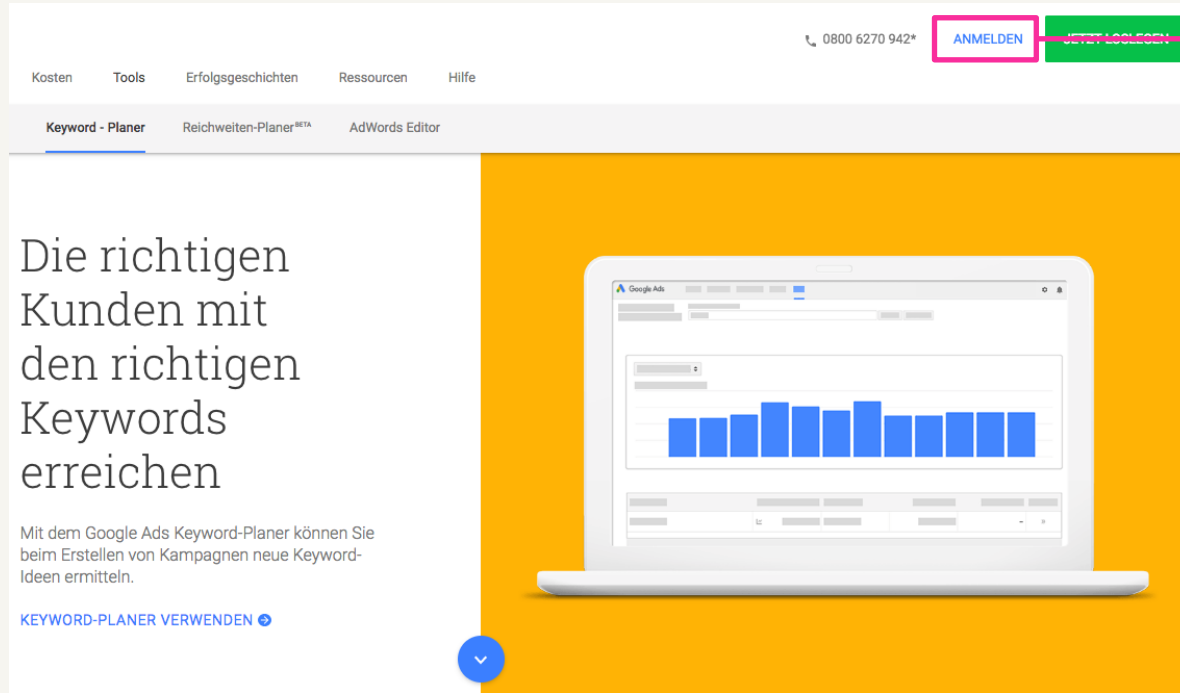 0800 6270 942*
ANMELDEN
JETZT LOSLEGEN
Kosten Tools Erfolgsgeschichten Ressourcen Hilfe
Keyword - Planer Reichweiten-Planer BETA AdWords Editor
Die richtigen
Kunden mit
den richtigen
Keywords
erreichen
Mit dem Google Ads Keyword-Planer können Sie
beim Erstellen von Kampagnen neue Keyword-
Ideen ermitteln.
KEYWORD-PLANER VERWENDEN
Google Ads